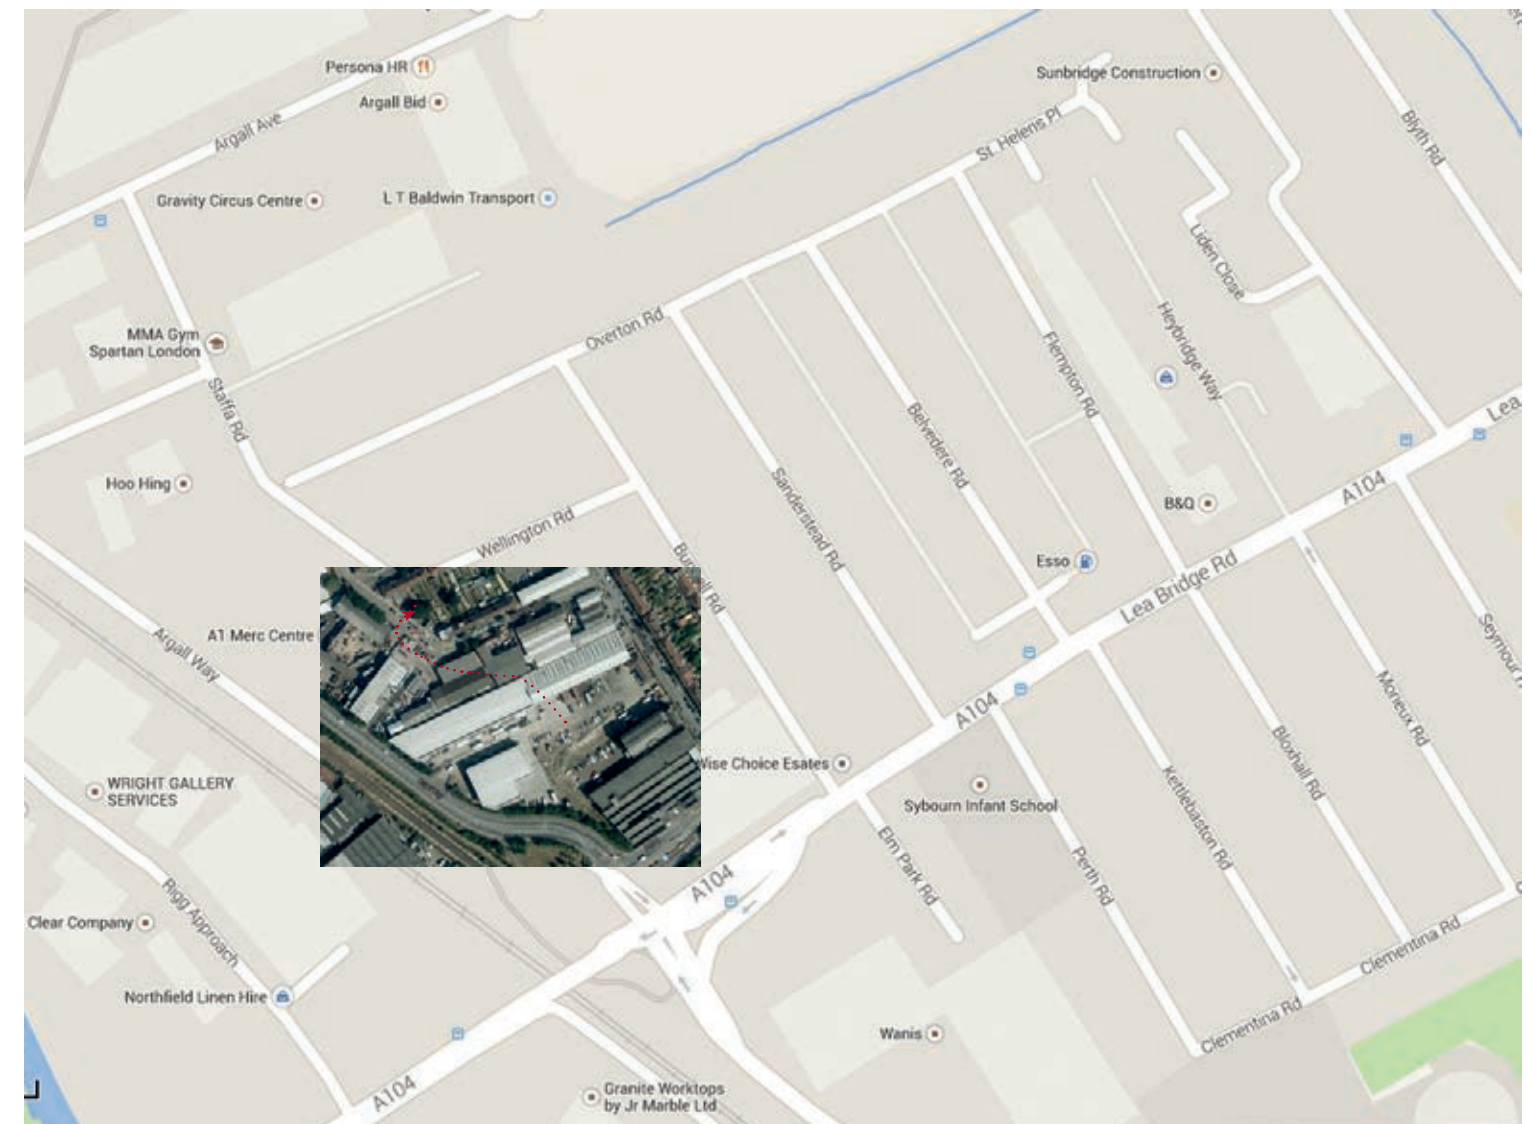 Persona HR
Sunbridge Construction
Argall Bid
Argall Ave
Blyth Rd
St. Helens Pl
Gravity Circus Centre
L T Baldwin Transport
Liden Close
MMA Gym
Spartan London
Overton Rd
Heybridge Way
Flempton Rd
Staffa Rd
Lea
Belvedere Rd
Hoo Hing
Sanderstead Rd
A104
B&Q
Wellington Rd
Esso
Lea Bridge Rd
A1 Merc Centre
Argall Way
Seymour
A104
Morieux Rd
Wise Choice Esates
WRIGHT GALLERY
SERVICES
Sybourn Infant School
Bloxhall Rd
Kettlebaston Rd
Elm Park Rd
Perth Rd
A104
Rigg Approach
Clear Company
Clementina Rd
Northfield Linen Hire
Wanis
Clementina Rd
A104
Granite Worktops
by Jr Marble Ltd